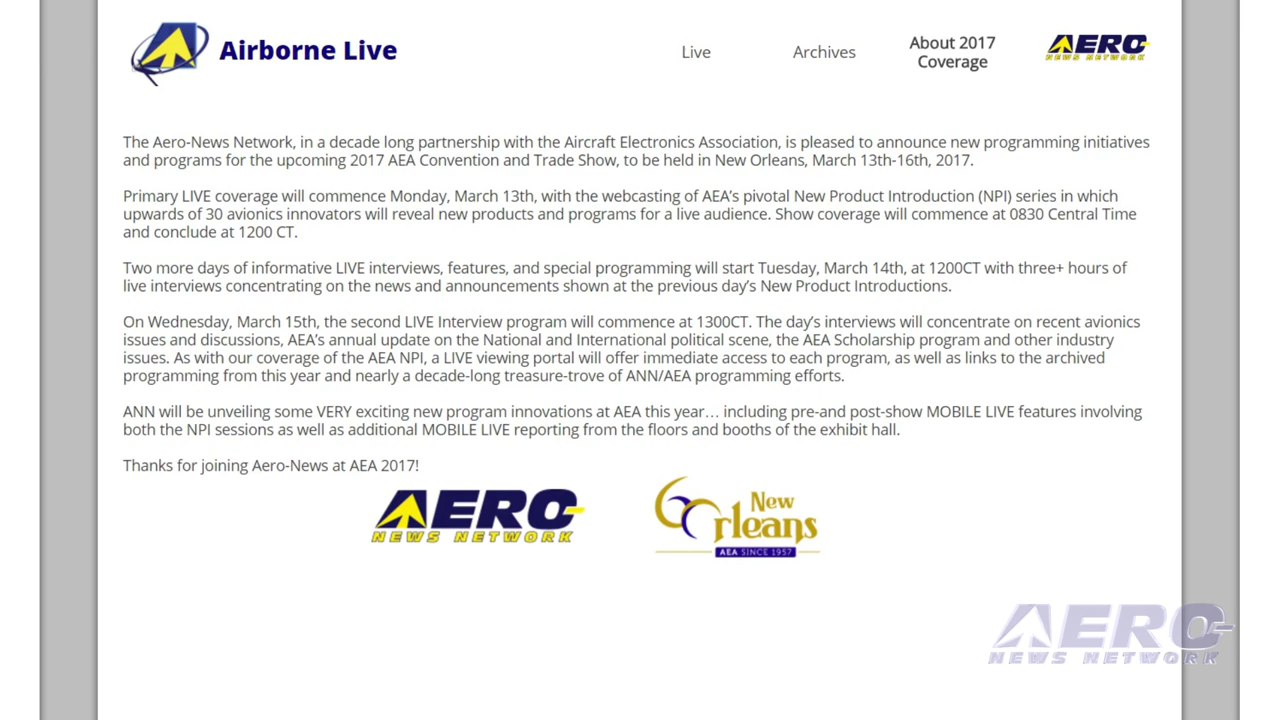 Airborne Live
Live
Archives
About 2017
Coverage
AERO
NEWS NETWORK
The Aero-News Network, in a decade long partnership with the Aircraft Electronics Association, is pleased to announce new programming initiatives
and programs for the upcoming 2017 AEA Convention and Trade Show, to be held in New Orleans, March 13th-16th, 2017.
Primary LIVE coverage will commence Monday, March 13th, with the webcasting of AEA’s pivotal New Product Introduction (NPI) series in which
upwards of 30 avionics innovators will reveal new products and programs for a live audience. Show coverage will commence at 0830 Central Time
and conclude at 1200 CT.
Two more days of informative LIVE interviews, features, and special programming will start Tuesday, March 14th, at 1200CT with three+ hours of
live interviews concentrating on the news and announcements shown at the previous day’s New Product Introductions.
On Wednesday, March 15th, the second LIVE Interview program will commence at 1300CT. The day’s interviews will concentrate on recent avionics
issues and discussions, AEA’s annual update on the National and International political scene, the AEA Scholarship program and other industry
issues. As with our coverage of the AEA NPI, a LIVE viewing portal will offer immediate access to each program, as well as links to the archived
programming from this year and nearly a decade-long treasure-trove of ANN/AEA programming efforts.
ANN will be unveiling some VERY exciting new program innovations at AEA this year… including pre-and post-show MOBILE LIVE features involving
both the NPI sessions as well as additional MOBILE LIVE reporting from the floors and booths of the exhibit hall.
Thanks for joining Aero-News at AEA 2017!
AERO
NEWS NETWORK
New
Orleans
AEA SINCE 1957
AERO
NEWS NETWORK